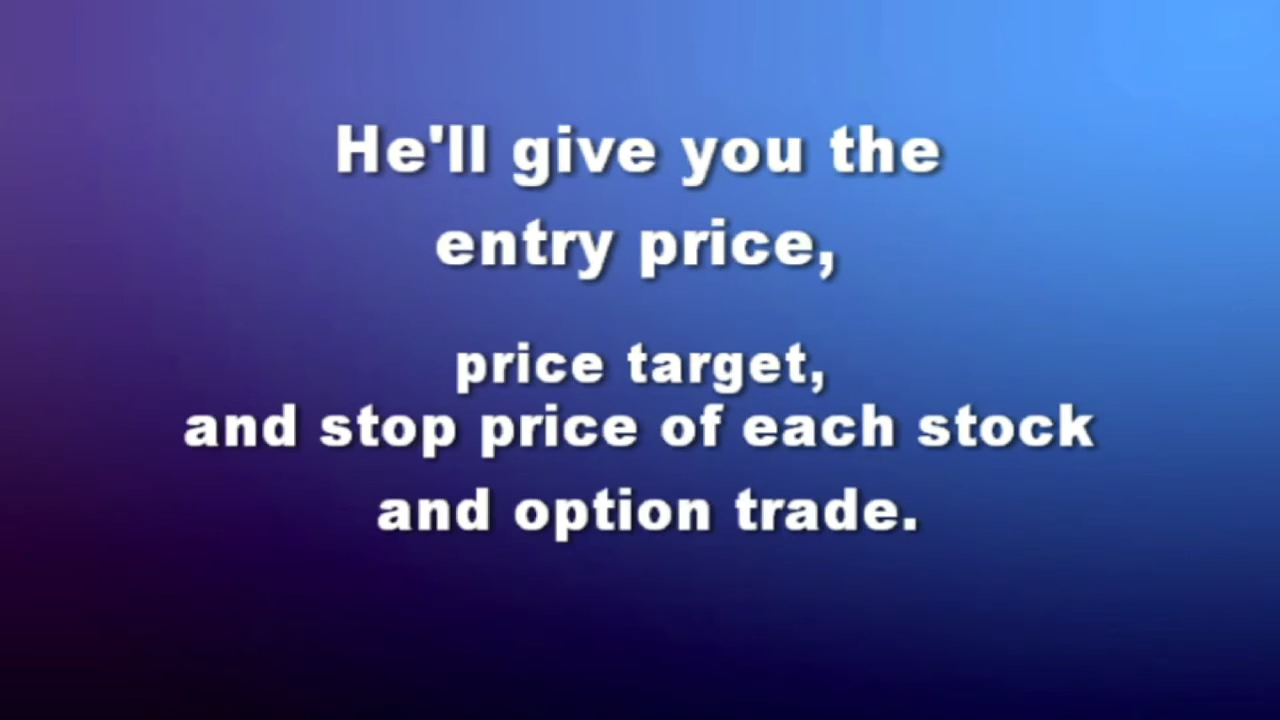 He'll give you the
entry price,
price target,
and stop price of each stock
and option trade.